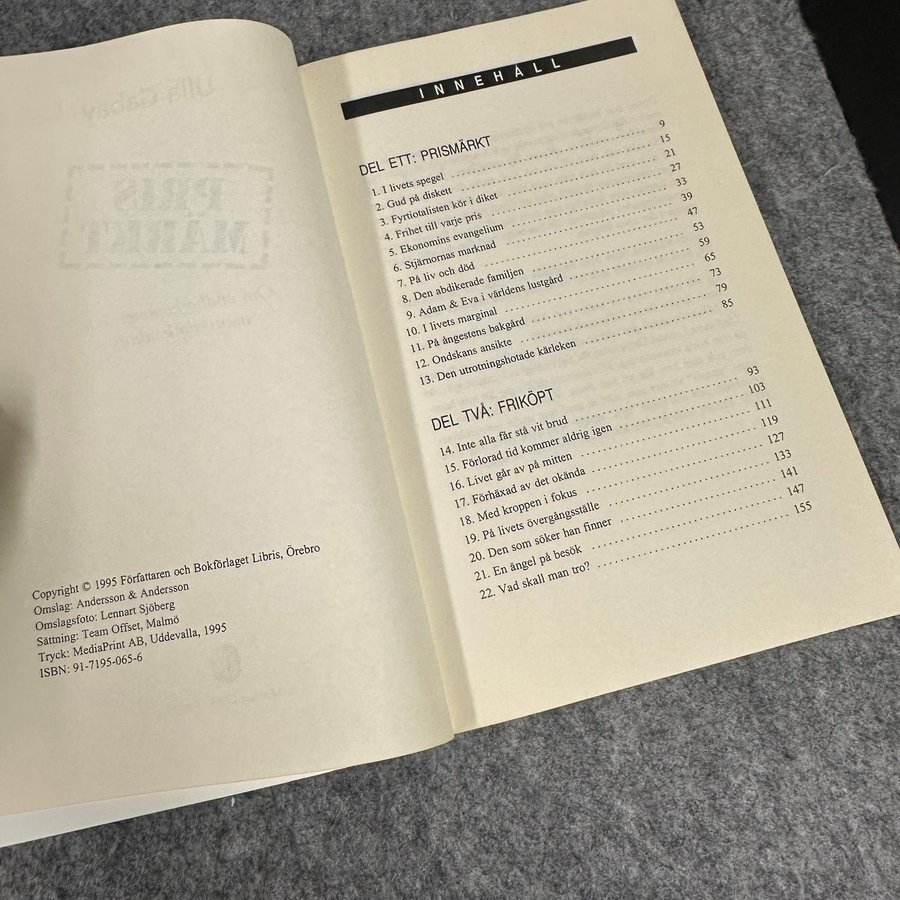 Copyright © 1995 Författaren och Bokförlaget Libris, Örebro
Omslag: Andersson & Andersson
Omslagsfoto: Lennart Sjöberg
Sättning: Team Offset, Malmö
Tryck: MediaPrint AB, Uddevalla, 1995
ISBN: 91-7195-065-6
INNEHÅLL
DEL ETT: PRISMÄRKT
1. I livets spegel 9
2. Gud på diskett 15
3. Fyrtiotalisten kör i diket 21
4. Frihet till varje pris 27
5. Ekonomins evangelium 33
6. Stjärnornas marknad 39
7. På liv och död 47
8. Den abdikerade familjen 53
9. Adam & Eva i världens lustgård 59
10. I livets marginal 65
11. På ångestens bakgård 73
12. Ondskans ansikte 79
13. Den utrotningshotade kärleken 85
DEL TVÅ: FRIKÖPT
14. Inte alla får stå vit brud 93
15. Förlorad tid kommer aldrig igen 103
16. Livet går av på mitten 111
17. Förhäxad av det okända 119
18. Med kroppen i fokus 127
19. På livets övergångsställe 133
20. Den som söker han finner 141
21. En ängel på besök 147
22. Vad skall man tro? 155